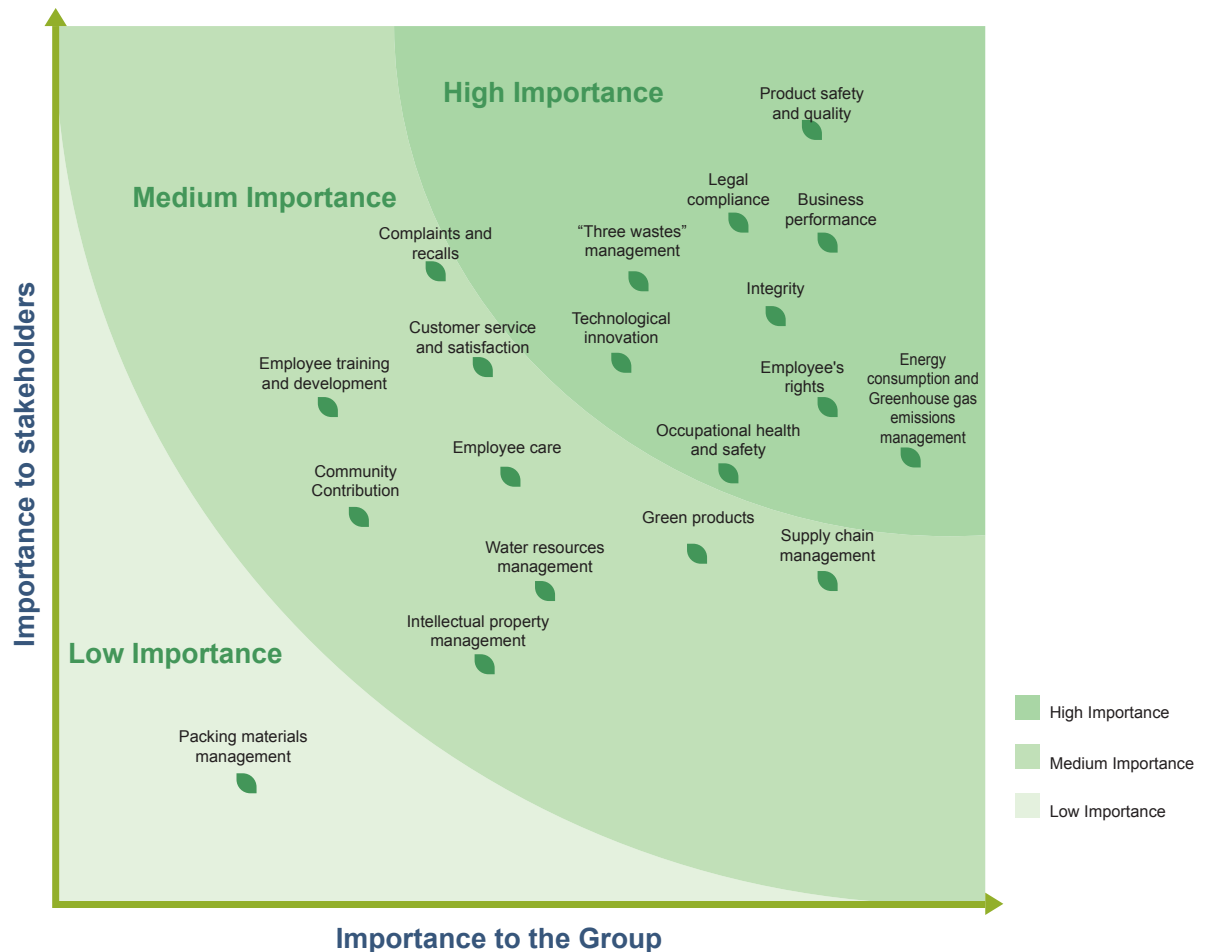 High Importance
Product safety
and quality
Legal
compliance
Business
performance
Medium Importance
Complaints and
recalls
“Three wastes”
management
Integrity
Technological
innovation
Customer service
and satisfaction
Employee training
and development
Employee's
rights
Energy
consumption and
Greenhouse gas
emissions
management
Occupational health
and safety
Employee care
Community
Contribution
Green products
Supply chain
management
Water resources
management
Intellectual property
management
Low Importance
Packing materials
management
Importance to stakeholders
Importance to the Group
High Importance
Medium Importance
Low Importance